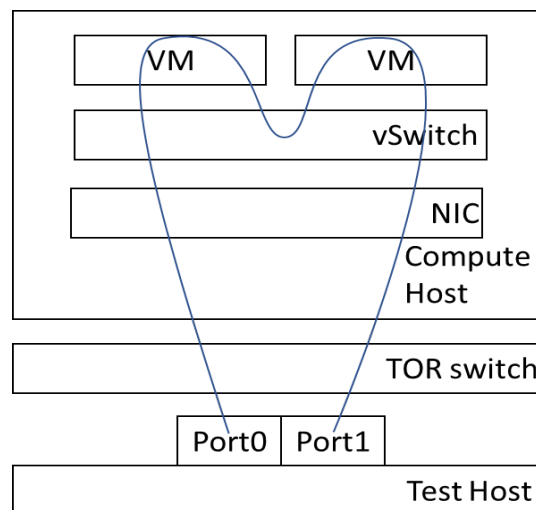 VM
VM
vSwitch
NIC
Compute
Host
TOR switch
Port0
Port1
Test Host